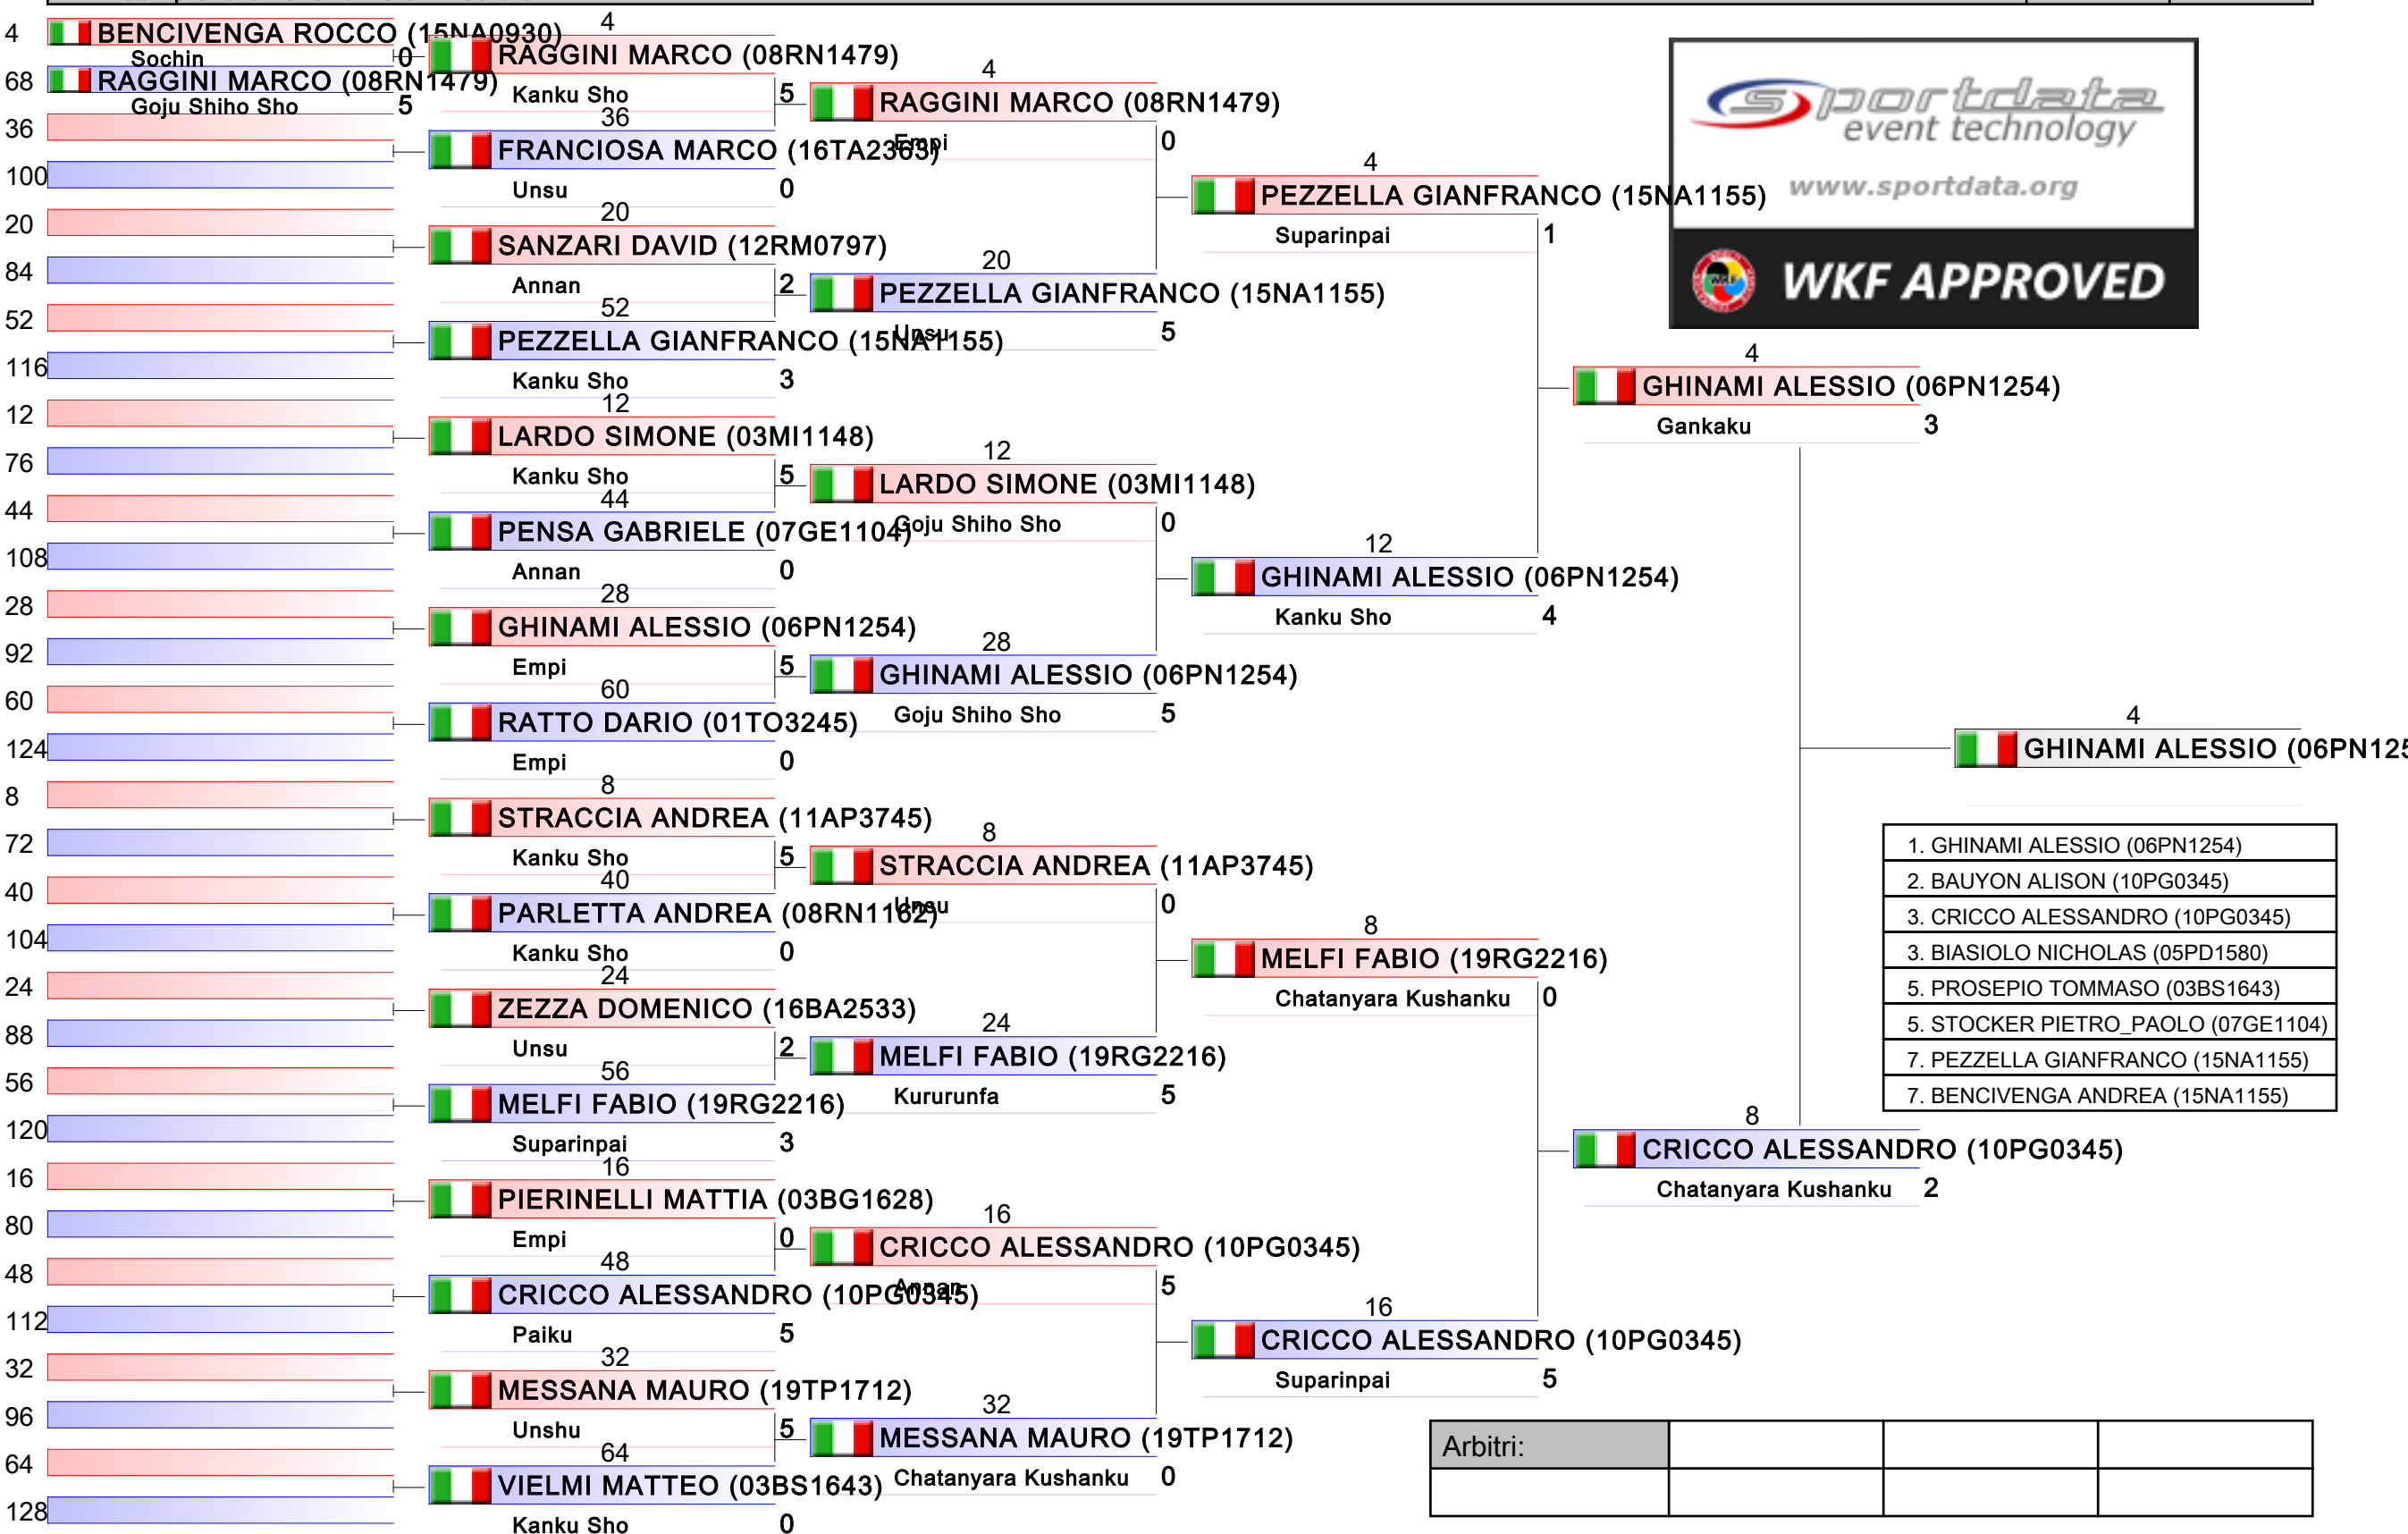 4 BENCIVENGA ROCCO (15NA0930)
Sochin 0
68 RAGGINI MARCO (08RN1479)
Goju Shiho Sho 5
36
100
20
84
52
116
12
76
44
108
28
92
60
124
8
72
40
104
24
88
56
120
16
80
48
112
32
96
64
128
4
RAGGINI MARCO (08RN1479)
Kanku Sho 5
36
FRANCIOSA MARCO (16TA2363)
Unsu 0
20
SANZARI DAVID (12RM0797)
Annan 2
52
PEZZELLA GIANFRANCO (15NA1155)
Kanku Sho 3
12
LARDO SIMONE (03MI1148)
Kanku Sho 5
44
PENSA GABRIELE (07GE1104)
Annan 0
28
GHINAMI ALESSIO (06PN1254)
Empi 5
60
RATTO DARIO (01TO3245)
Empi 0
8
STRACCIA ANDREA (11AP3745)
Kanku Sho 5
40
PARLETTA ANDREA (08RN1162)
Kanku Sho 0
24
ZEZZA DOMENICO (16BA2533)
Unsu 2
56
MELFI FABIO (19RG2216)
Suparinpai 3
16
PIERINELLI MATTIA (03BG1628)
Empi 0
48
CRICCO ALESSANDRO (10PG0345)
Paiku 5
32
MESSANA MAURO (19TP1712)
Unshu 5
64
VIELMI MATTEO (03BS1643)
Kanku Sho 0
4
RAGGINI MARCO (08RN1479)
Empi 0
20
PEZZELLA GIANFRANCO (15NA1155)
Unsu 5
12
LARDO SIMONE (03MI1148)
Goju Shiho Sho 0
28
GHINAMI ALESSIO (06PN1254)
Goju Shiho Sho 5
8
STRACCIA ANDREA (11AP3745)
Unsu 0
24
MELFI FABIO (19RG2216)
Kururunfa 5
16
CRICCO ALESSANDRO (10PG0345)
Annan 5
32
MESSANA MAURO (19TP1712)
Chatanyara Kushanku 0
4
PEZZELLA GIANFRANCO (15NA1155)
Suparinpai 1
12
GHINAMI ALESSIO (06PN1254)
Kanku Sho 4
8
MELFI FABIO (19RG2216)
Chatanyara Kushanku 0
16
CRICCO ALESSANDRO (10PG0345)
Suparinpai 5
4
GHINAMI ALESSIO (06PN1254)
Gankaku 3
8
CRICCO ALESSANDRO (10PG0345)
Chatanyara Kushanku 2
4
GHINAMI ALESSIO (06PN125
sportdata
event technology
www.sportdata.org
WKF
WKF APPROVED
1. GHINAMI ALESSIO (06PN1254)
2. BAUYON ALISON (10PG0345)
3. CRICCO ALESSANDRO (10PG0345)
3. BIASIOLO NICHOLAS (05PD1580)
5. PROSEPIO TOMMASO (03BS1643)
5. STOCKER PIETRO_PAOLO (07GE1104)
7. PEZZELLA GIANFRANCO (15NA1155)
7. BENCIVENGA ANDREA (15NA1155)
Arbitri: